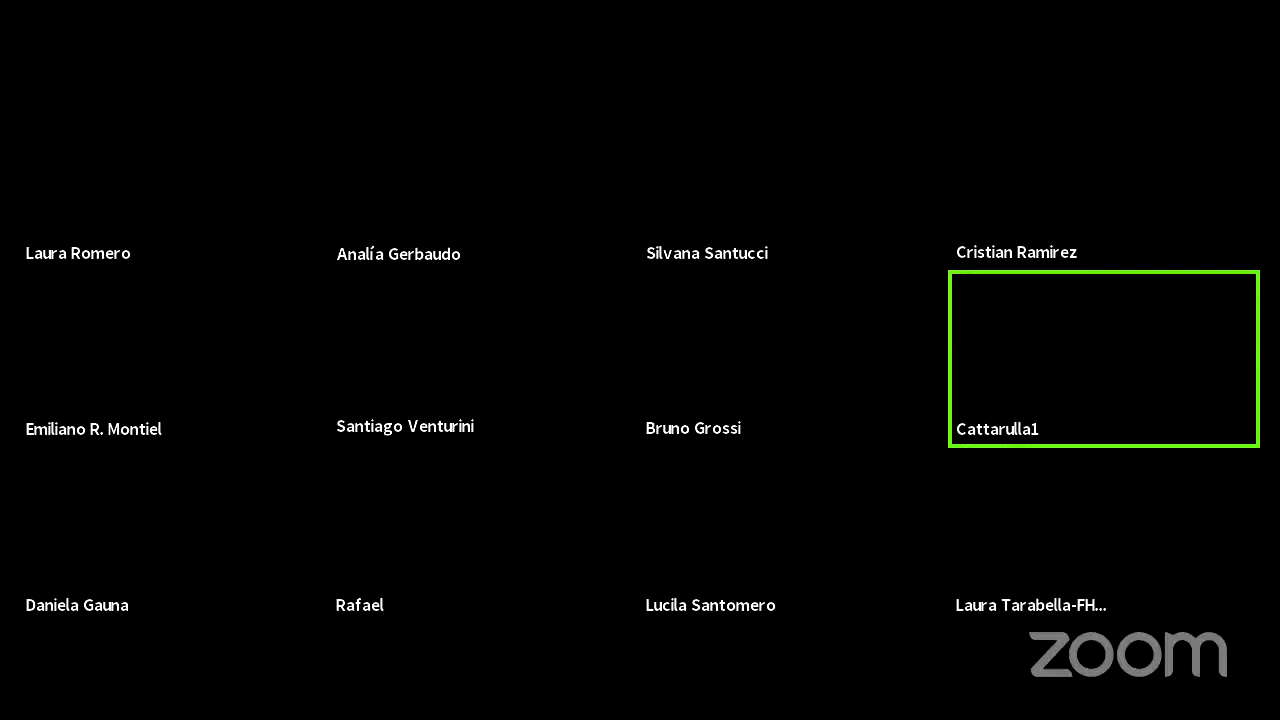 Laura Romero
Analía Gerbaudo
Silvana Santucci
Cristian Ramirez
Emiliano R. Montiel
Santiago Venturini
Bruno Grossi
Cattarulla1
Daniela Gauna
Rafael
Lucila Santomero
Laura Tarabella-FH...
zoom